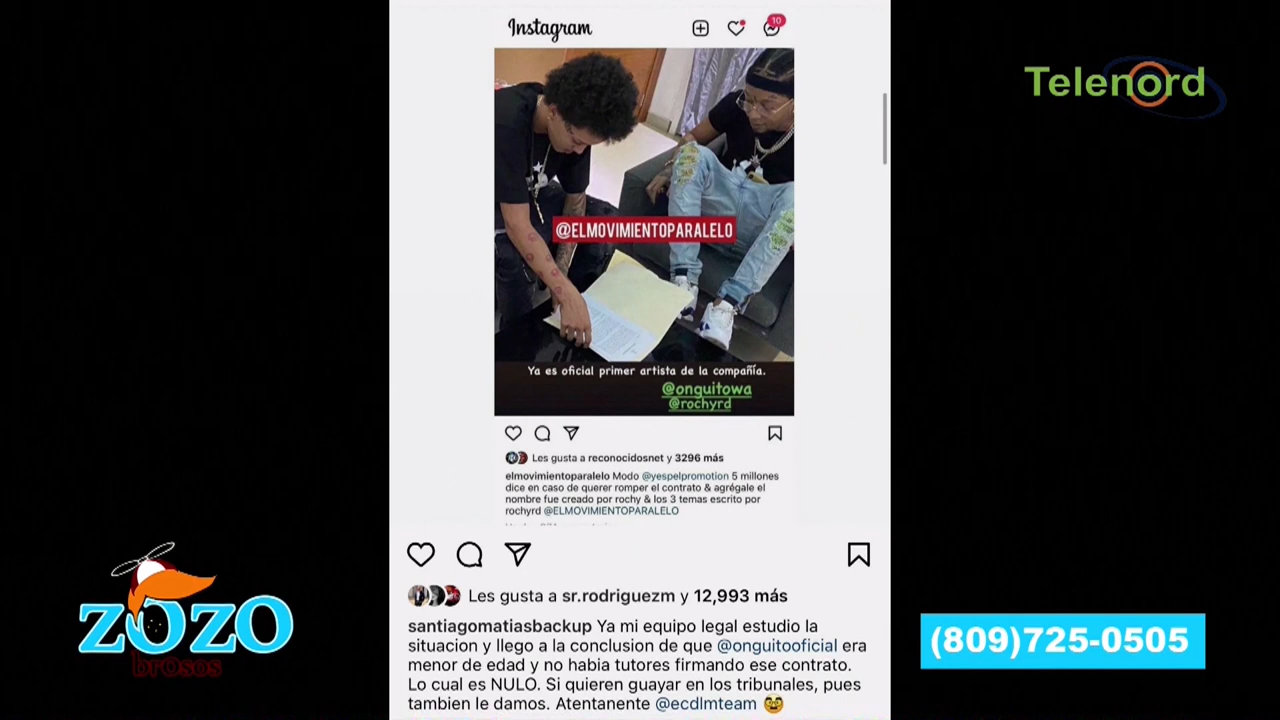 Instagram
10
Telenord
@ELMOVIMIENTOPARALELO
Ya es oficial primer artista de la compañía.
@onguitowa
@rochyrd
Les gusta a reconocidosnet y 3296 más
elmovimientoparalelo Modo @yespelpromotion 5 millones
dice en caso de querer romper el contrato & agrégale el
nombre fue creado por rochy & los 3 temas escrito por
rochyrd @ELMOVIMIENTOPARALELO
Les gusta a sr.rodriguezm y 12,993 más
santiagomatiasbackup Ya mi equipo legal estudio la
situacion y llego a la conclusion de que @onguitooficial era
menor de edad y no habia tutores firmando ese contrato.
Lo cual es NULO. Si quieren guayar en los tribunales, pues
tambien le damos. Atentanente @ecdlmteam
ZOZO
brOsos
(809)725-0505